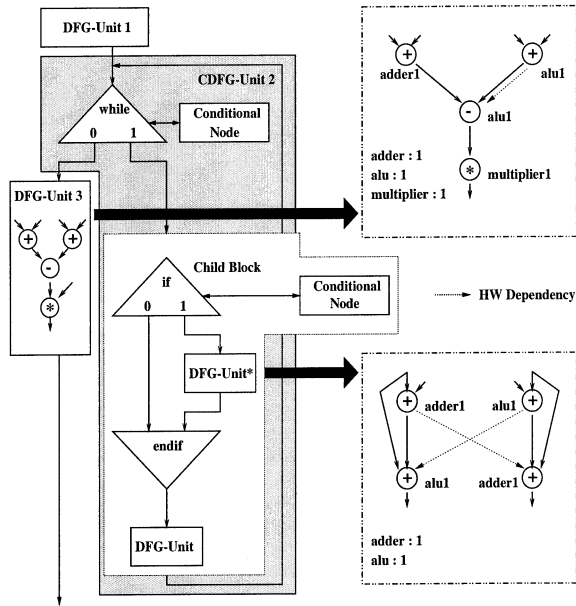 DFG-Unit 1
CDFG-Unit 2
while
0 1
Conditional
Node
DFG-Unit 3
+ +
-
*
Child Block
if
0 1
Conditional
Node
DFG-Unit*
endif
DFG-Unit
+ +
adder1 alu1
- alu1
* multiplier1
adder : 1
alu : 1
multiplier : 1
HW Dependency
+ adder1 alu1 +
+ alu1 adder1 +
adder : 1
alu : 1